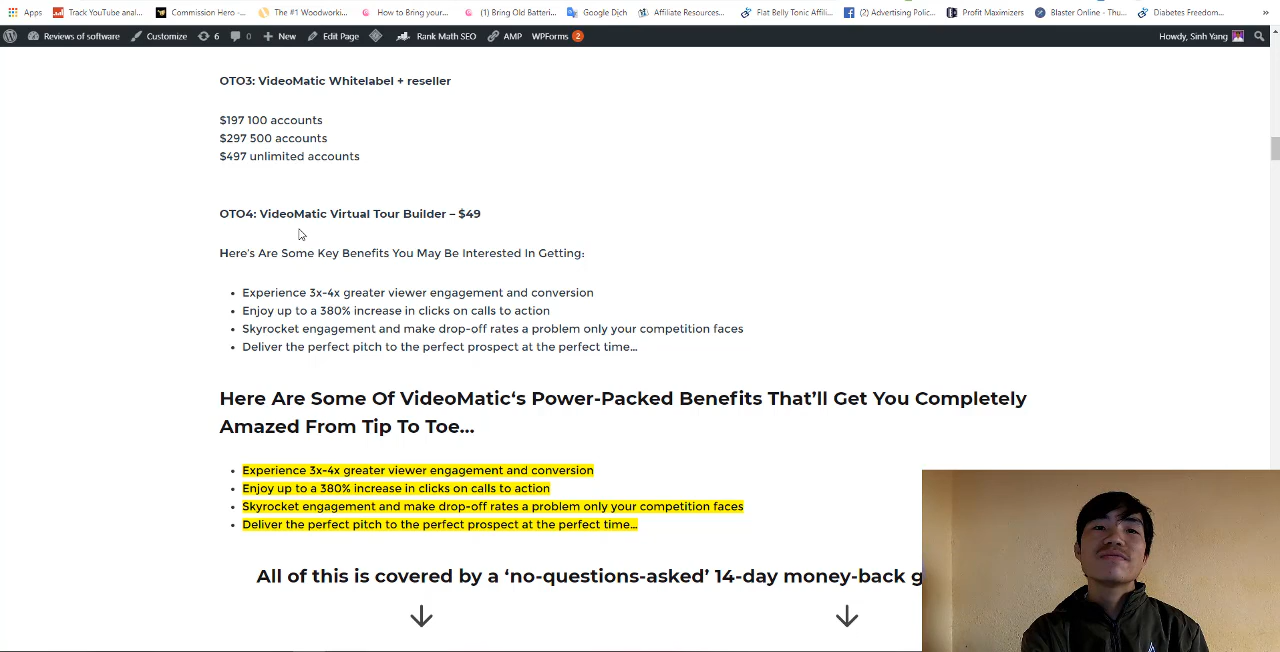 Apps Track YouTube anal... Commission Hero -... The #1 Woodworki... How to Bring your... (1) Bring Old Batteri... Google Dịch Affiliate Resources... Flat Belly Tonic Affili... (2) Advertising Polic... Profit Maximizers Blaster Online - Thu... Diabetes Freedom... »
Reviews of software Customize 6 0 New Edit Page Rank Math SEO AMP WPForms 2 Howdy, Sinh Yang
OTO3: VideoMatic Whitelabel + reseller
$197 100 accounts
$297 500 accounts
$497 unlimited accounts
OTO4: VideoMatic Virtual Tour Builder – $49
Here's Are Some Key Benefits You May Be Interested In Getting:
• Experience 3x-4x greater viewer engagement and conversion
• Enjoy up to a 380% increase in clicks on calls to action
• Skyrocket engagement and make drop-off rates a problem only your competition faces
• Deliver the perfect pitch to the perfect prospect at the perfect time…
Here Are Some Of VideoMatic‘s Power-Packed Benefits That’ll Get You Completely
Amazed From Tip To Toe…
• Experience 3x-4x greater viewer engagement and conversion
• Enjoy up to a 380% increase in clicks on calls to action
• Skyrocket engagement and make drop-off rates a problem only your competition faces
• Deliver the perfect pitch to the perfect prospect at the perfect time…
All of this is covered by a ‘no-questions-asked’ 14-day money-back g